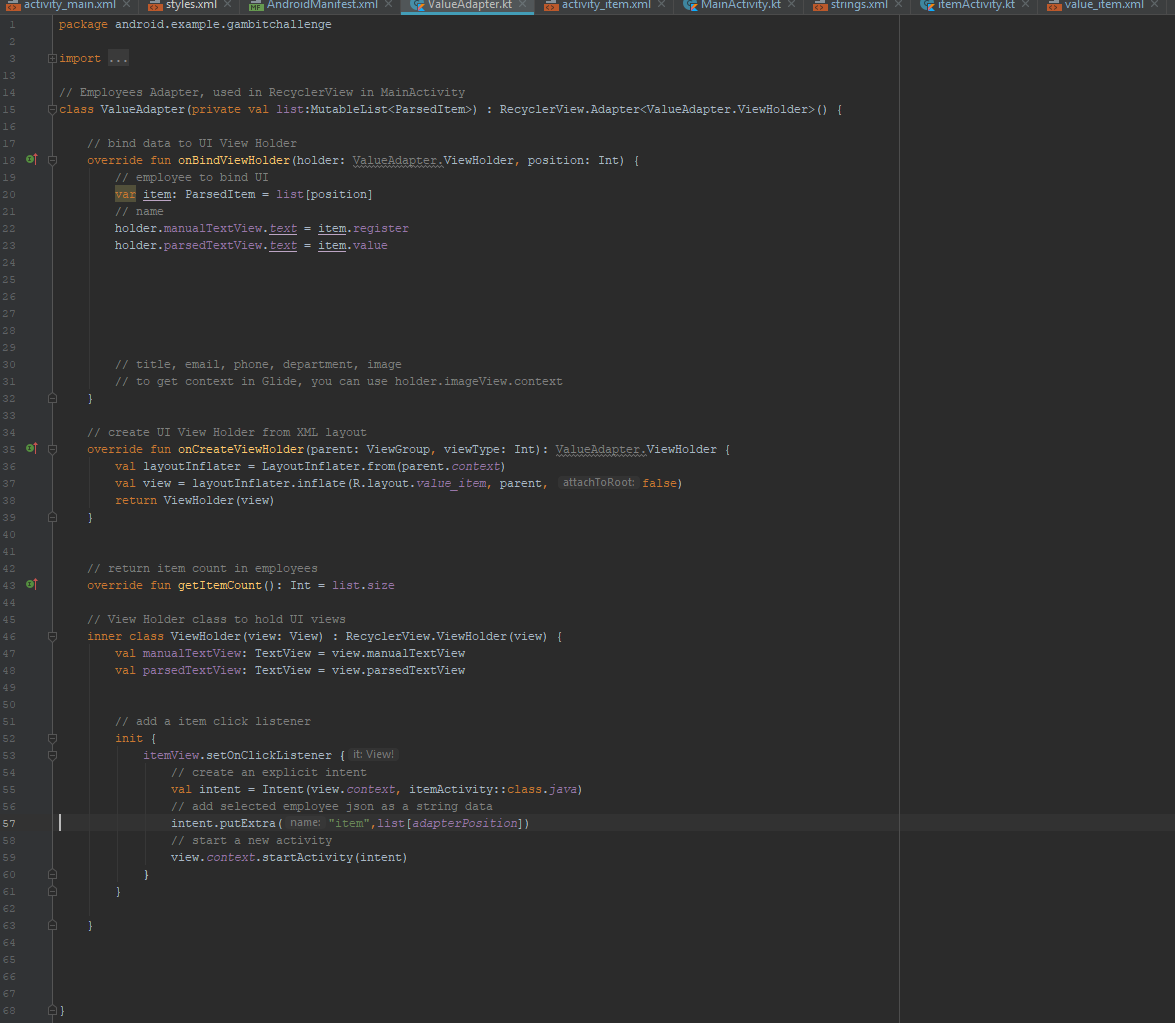 activity_main.xml styles.xml AndroidManifest.xml ValueAdapter.kt activity_item.xml MainActivity.kt strings.xml itemActivity.kt value_item.xml
1 package android.example.gambitchallenge
2
3 import ...
13
14 // Employees Adapter, used in RecyclerView in MainActivity
15 class ValueAdapter(private val list:MutableList<ParsedItem>) : RecyclerView.Adapter<ValueAdapter.ViewHolder>() {
16
17 // bind data to UI View Holder
18 override fun onBindViewHolder(holder: ValueAdapter.ViewHolder, position: Int) {
19 // employee to bind UI
20 var item: ParsedItem = list[position]
21 // name
22 holder.manualTextView.text = item.register
23 holder.parsedTextView.text = item.value
24
25
26
27
28
29
30 // title, email, phone, department, image
31 // to get context in Glide, you can use holder.imageView.context
32 }
33
34 // create UI View Holder from XML layout
35 override fun onCreateViewHolder(parent: ViewGroup, viewType: Int): ValueAdapter.ViewHolder {
36 val layoutInflater = LayoutInflater.from(parent.context)
37 val view = layoutInflater.inflate(R.layout.value_item, parent, attachToRoot: false)
38 return ViewHolder(view)
39 }
40
41
42 // return item count in employees
43 override fun getItemCount(): Int = list.size
44
45 // View Holder class to hold UI views
46 inner class ViewHolder(view: View) : RecyclerView.ViewHolder(view) {
47 val manualTextView: TextView = view.manualTextView
48 val parsedTextView: TextView = view.parsedTextView
49
50
51 // add a item click listener
52 init {
53 itemView.setOnClickListener { it: View!
54 // create an explicit intent
55 val intent = Intent(view.context, itemActivity::class.java)
56 // add selected employee json as a string data
57 intent.putExtra( name: "item",list[adapterPosition])
58 // start a new activity
59 view.context.startActivity(intent)
60 }
61 }
62
63 }
64
65
66
67
68 }